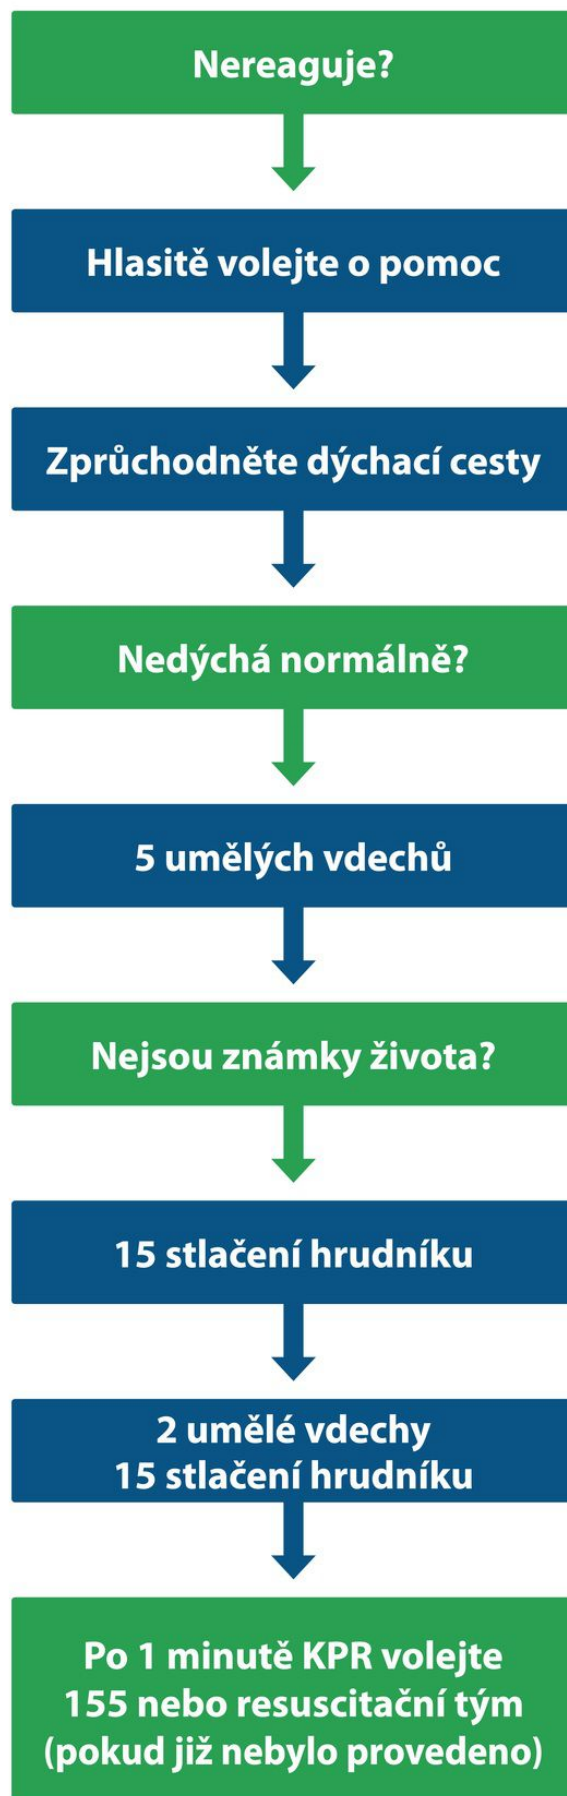 Nereaguje?
Hlasitě volejte o pomoc
Zprůchodněte dýchací cesty
Nedýchá normálně?
5 umělých vdechů
Nejsou známky života?
15 stlačení hrudníku
2 umělé vdechy
15 stlačení hrudníku
Po 1 minutě KPR volejte
155 nebo resuscitační tým
(pokud již nebylo provedeno)